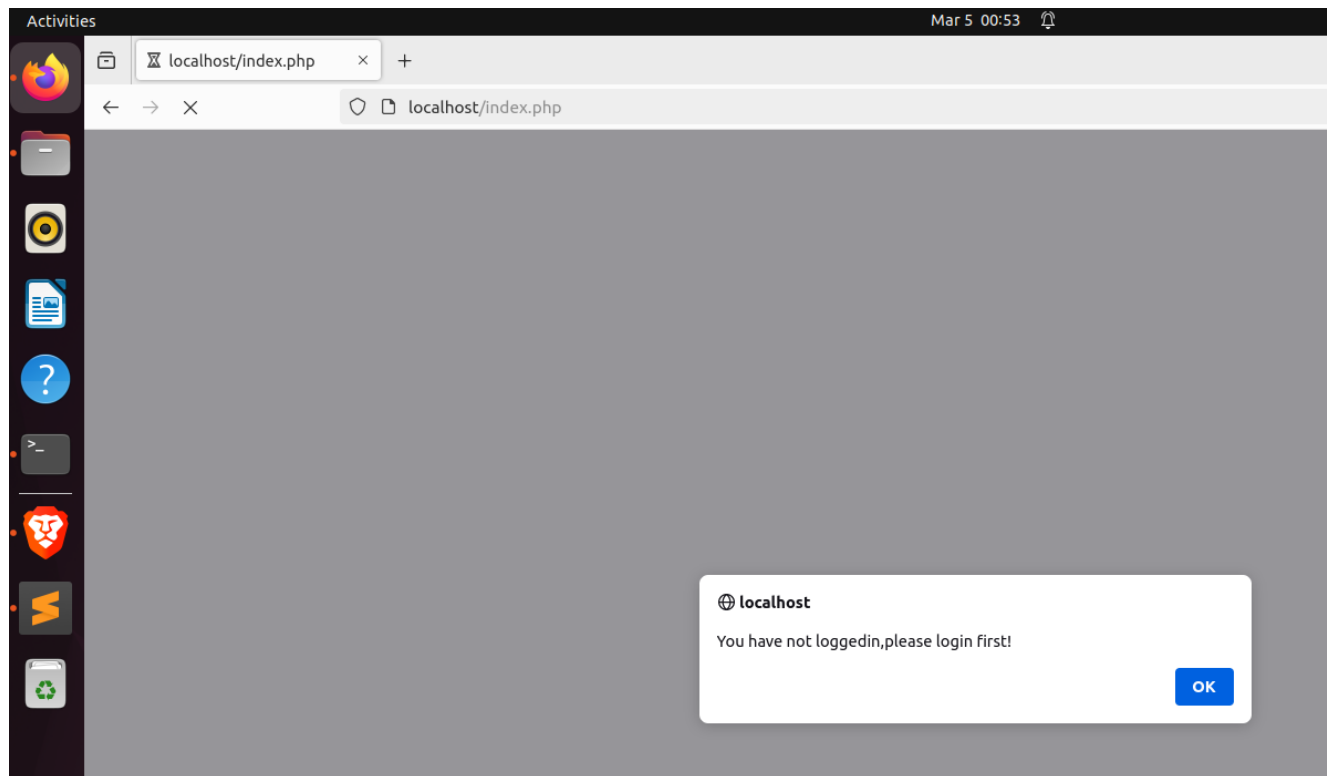 Activities
Mar 5 00:53
localhost/index.php
localhost/index.php
>_
?
localhost
You have not loggedin,please login first!
OK